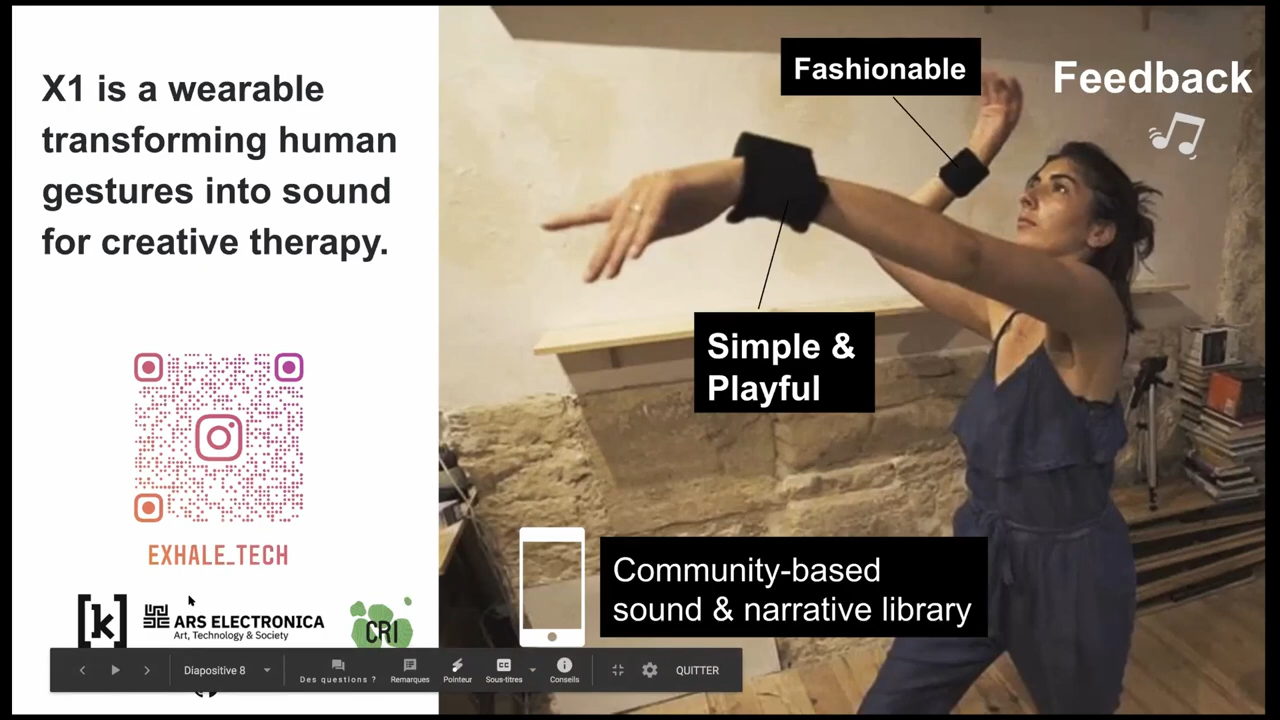 X1 is a wearable
transforming human
gestures into sound
for creative therapy.
EXHALE_TECH
[k]
ARS ELECTRONICA
Art, Technology & Society
CRI
Fashionable
Feedback
Simple &
Playful
Community-based
sound & narrative library
Diapositive 8
Des questions ?
Remarques
Pointeur
Sous-titres
Conseils
QUITTER